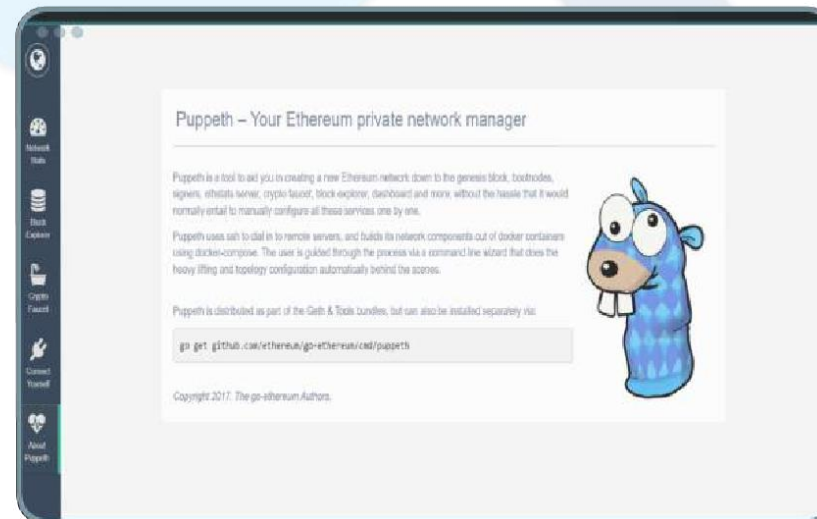 Network
Stats
Block
Explorer
Crypto
Faucet
Connect
Yourself
About
Puppeth
Puppeth – Your Ethereum private network manager
Puppeth is a tool to aid you in creating a new Ethereum network down to the genesis block, bootnodes,
signers, ethstats server, crypto faucet, block explorer, dashboard and more, without the hassle that it would
normally entail to manually configure all these services one by one.
Puppeth uses ssh to dial in to remote servers, and builds its network components out of docker containers
using docker-compose. The user is guided through the process via a command line wizard that does the
heavy lifting and topology configuration automatically behind the scenes.
Puppeth is distributed as part of the Geth & Tools bundles, but can also be installed separately via:
go get github.com/ethereum/go-ethereum/cmd/puppeth
Copyright 2017. The go-ethereum Authors.